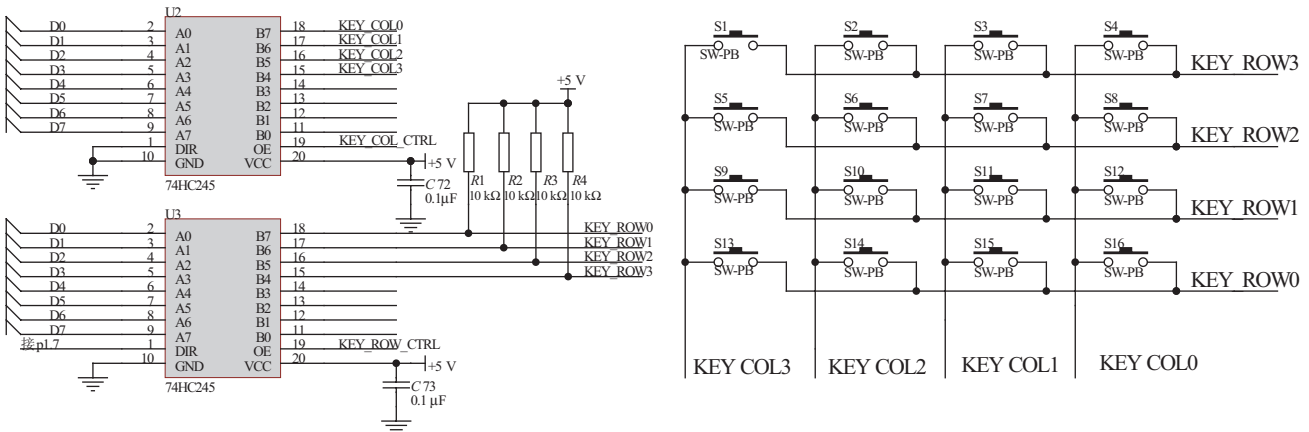 U2
D0 2 A0 B7 18 KEY_COL0
D1 3 A1 B6 17 KEY_COL1
D2 4 A2 B5 16 KEY_COL2
D3 5 A3 B4 15 KEY_COL3
D4 6 A4 B3 14
D5 7 A5 B2 13
D6 8 A6 B1 12
D7 9 A7 B0 11
1 DIR OE 19 KEY_COL_CTRL
10 GND VCC 20 +5 V
74HC245
C72
0.1μF
+5 V
R1 R2 R3 R4
10 kΩ 10 kΩ 10 kΩ 10 kΩ
U3
D0 2 A0 B7 18 KEY_ROW0
D1 3 A1 B6 17 KEY_ROW1
D2 4 A2 B5 16 KEY_ROW2
D3 5 A3 B4 15 KEY_ROW3
D4 6 A4 B3 14
D5 7 A5 B2 13
D6 8 A6 B1 12
D7 9 A7 B0 11
接p1.7 1 DIR OE 19 KEY_ROW_CTRL
10 GND VCC 20 +5 V
74HC245
C73
0.1 μF
S1 S2 S3 S4
SW-PB SW-PB SW-PB SW-PB
KEY_ROW3
S5 S6 S7 S8
SW-PB SW-PB SW-PB SW-PB
KEY_ROW2
S9 S10 S11 S12
SW-PB SW-PB SW-PB SW-PB
KEY_ROW1
S13 S14 S15 S16
SW-PB SW-PB SW-PB SW-PB
KEY_ROW0
KEY COL3 KEY COL2 KEY COL1 KEY COL0